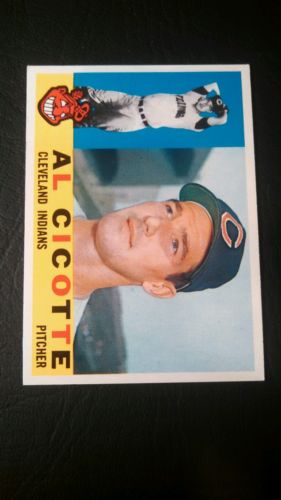 AL CICOTTE
CLEVELAND INDIANS
PITCHER
C